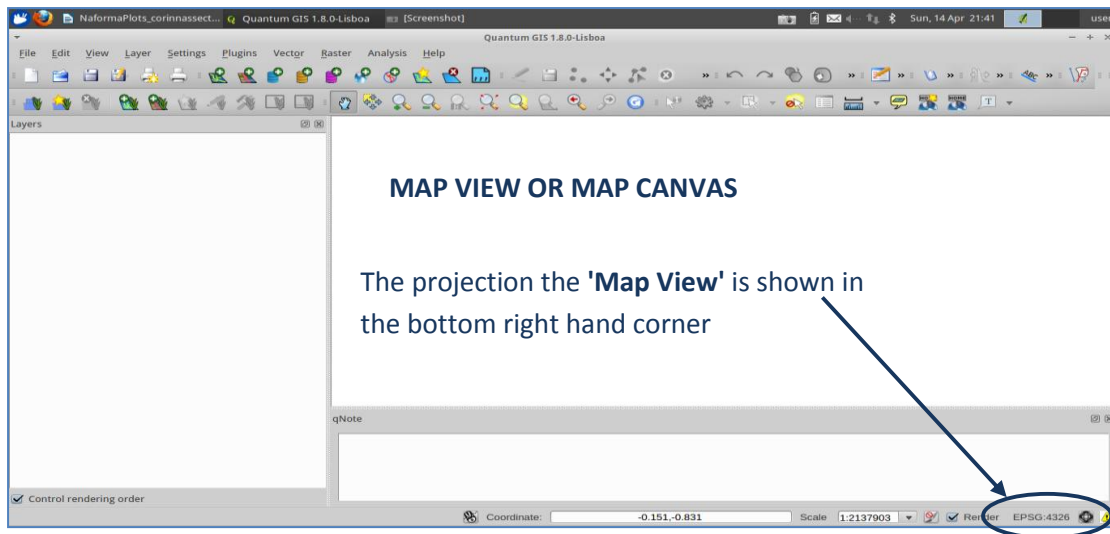 NaformaPlots_corinnassect... Quantum GIS 1.8.0-Lisboa [Screenshot] Sun, 14 Apr 21:41 user
Quantum GIS 1.8.0-Lisboa
File Edit View Layer Settings Plugins Vector Raster Analysis Help
Layers
MAP VIEW OR MAP CANVAS
The projection the 'Map View' is shown in
the bottom right hand corner
qNote
Control rendering order
Coordinate: -0.151,-0.831 Scale 1:2137903 Render EPSG:4326